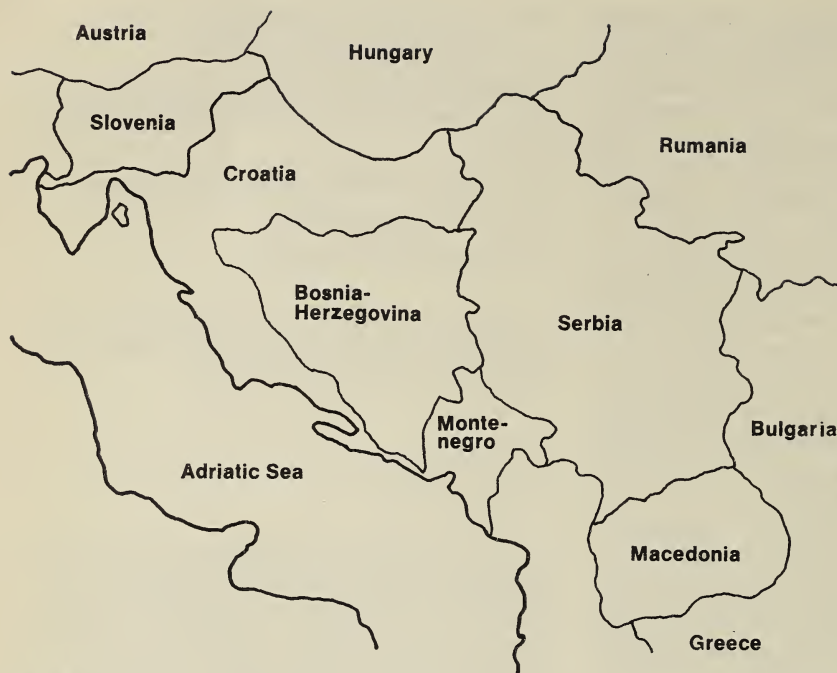 Austria
Hungary
Slovenia
Rumania
Croatia
Bosnia-
Herzegovina
Serbia
Monte-
negro
Bulgaria
Adriatic Sea
Macedonia
Greece